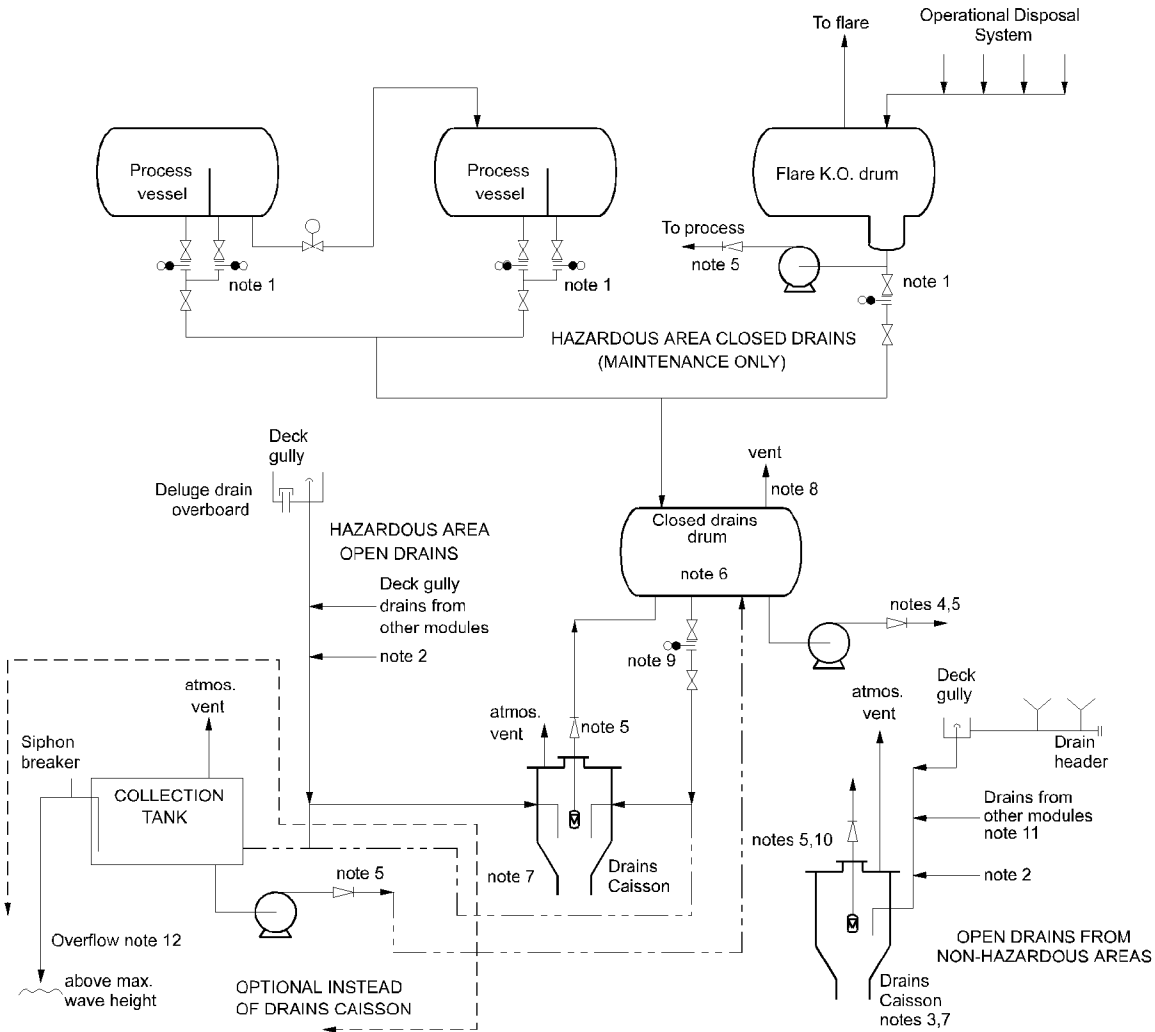 To flare
Operational Disposal
System
Process
vessel
Process
vessel
Flare K.O. drum
To process
note 5
note 1
note 1
note 1
HAZARDOUS AREA CLOSED DRAINS
(MAINTENANCE ONLY)
Deck
gully
Deluge drain
overboard
HAZARDOUS AREA
OPEN DRAINS
Deck gully
drains from
other modules
note 2
vent
note 8
Closed drains
drum
note 6
notes 4,5
note 9
atmos.
vent
Siphon
breaker
COLLECTION
TANK
atmos.
vent
note 5
note 5
note 7
Drains
Caisson
Overflow note 12
above max.
wave height
OPTIONAL INSTEAD
OF DRAINS CAISSON
atmos.
vent
Deck
gully
Drain
header
Drains from
other modules
note 11
notes 5,10
note 2
OPEN DRAINS FROM
NON-HAZARDOUS AREAS
Drains
Caisson
notes 3,7